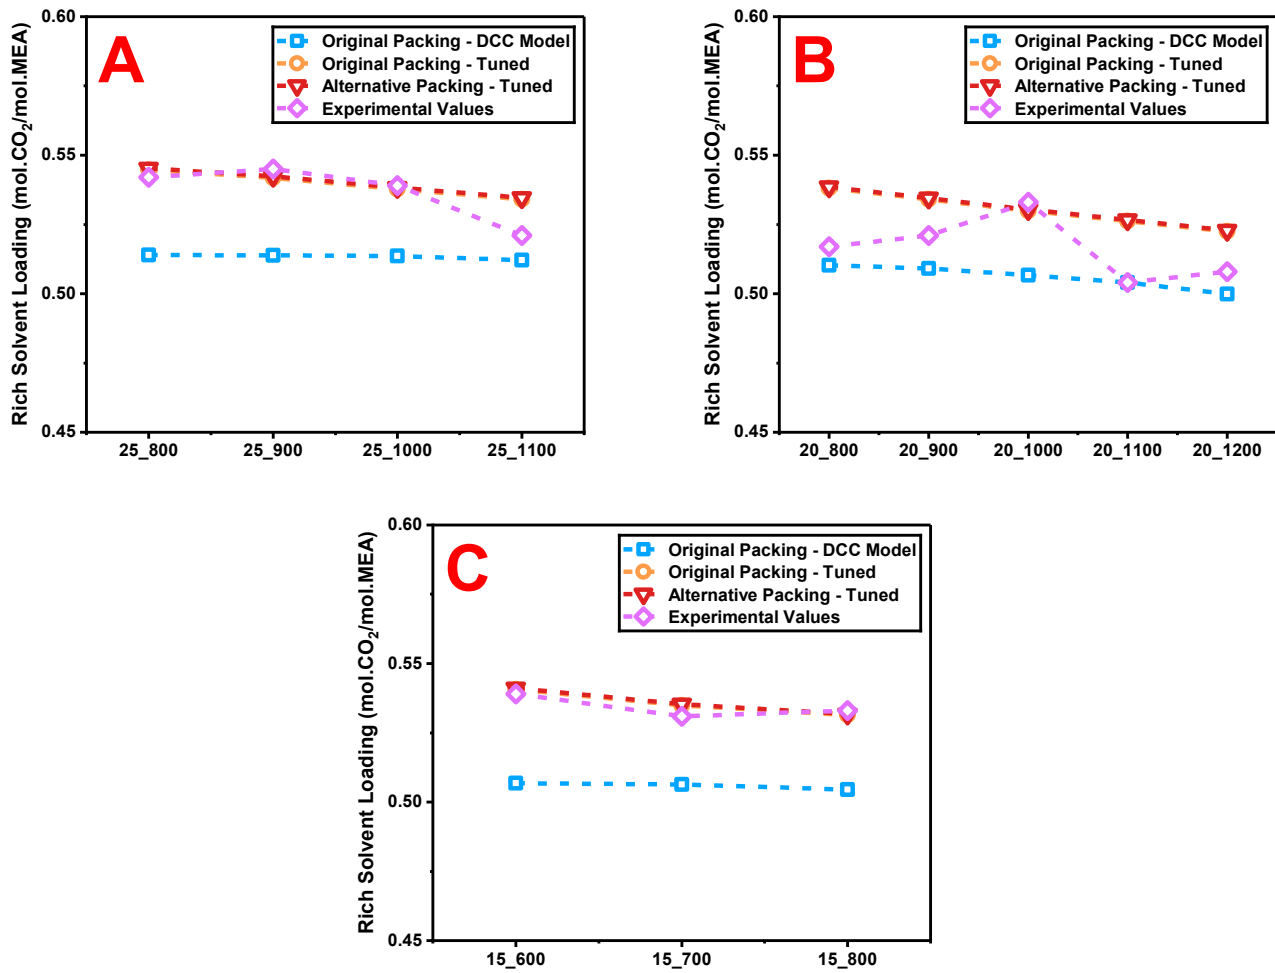 A
Rich Solvent Loading (mol.CO₂/mol.MEA)
0.60
0.55
0.50
0.45
Original Packing - DCC Model
Original Packing - Tuned
Alternative Packing - Tuned
Experimental Values
25_800 25_900 25_1000 25_1100
B
Rich Solvent Loading (mol.CO₂/mol.MEA)
0.60
0.55
0.50
0.45
Original Packing - DCC Model
Original Packing - Tuned
Alternative Packing - Tuned
Experimental Values
20_800 20_900 20_1000 20_1100 20_1200
C
Rich Solvent Loading (mol.CO₂/mol.MEA)
0.60
0.55
0.50
0.45
Original Packing - DCC Model
Original Packing - Tuned
Alternative Packing - Tuned
Experimental Values
15_600 15_700 15_800